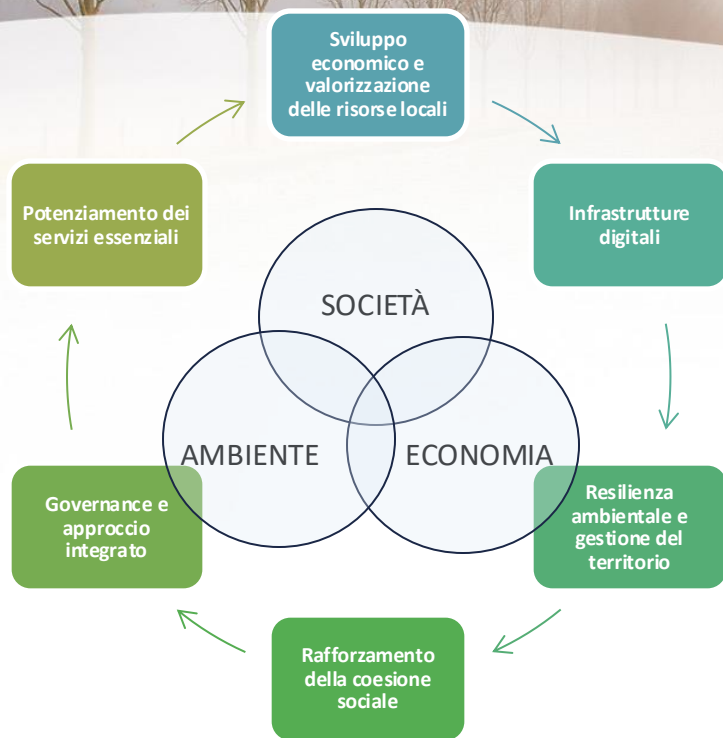 Sviluppo
economico e
valorizzazione
delle risorse locali
Potenziamento dei
servizi essenziali
Infrastrutture
digitali
SOCIETÀ
AMBIENTE
ECONOMIA
Governance e
approccio
integrato
Resilienza
ambientale e
gestione del
territorio
Rafforzamento
della coesione
sociale